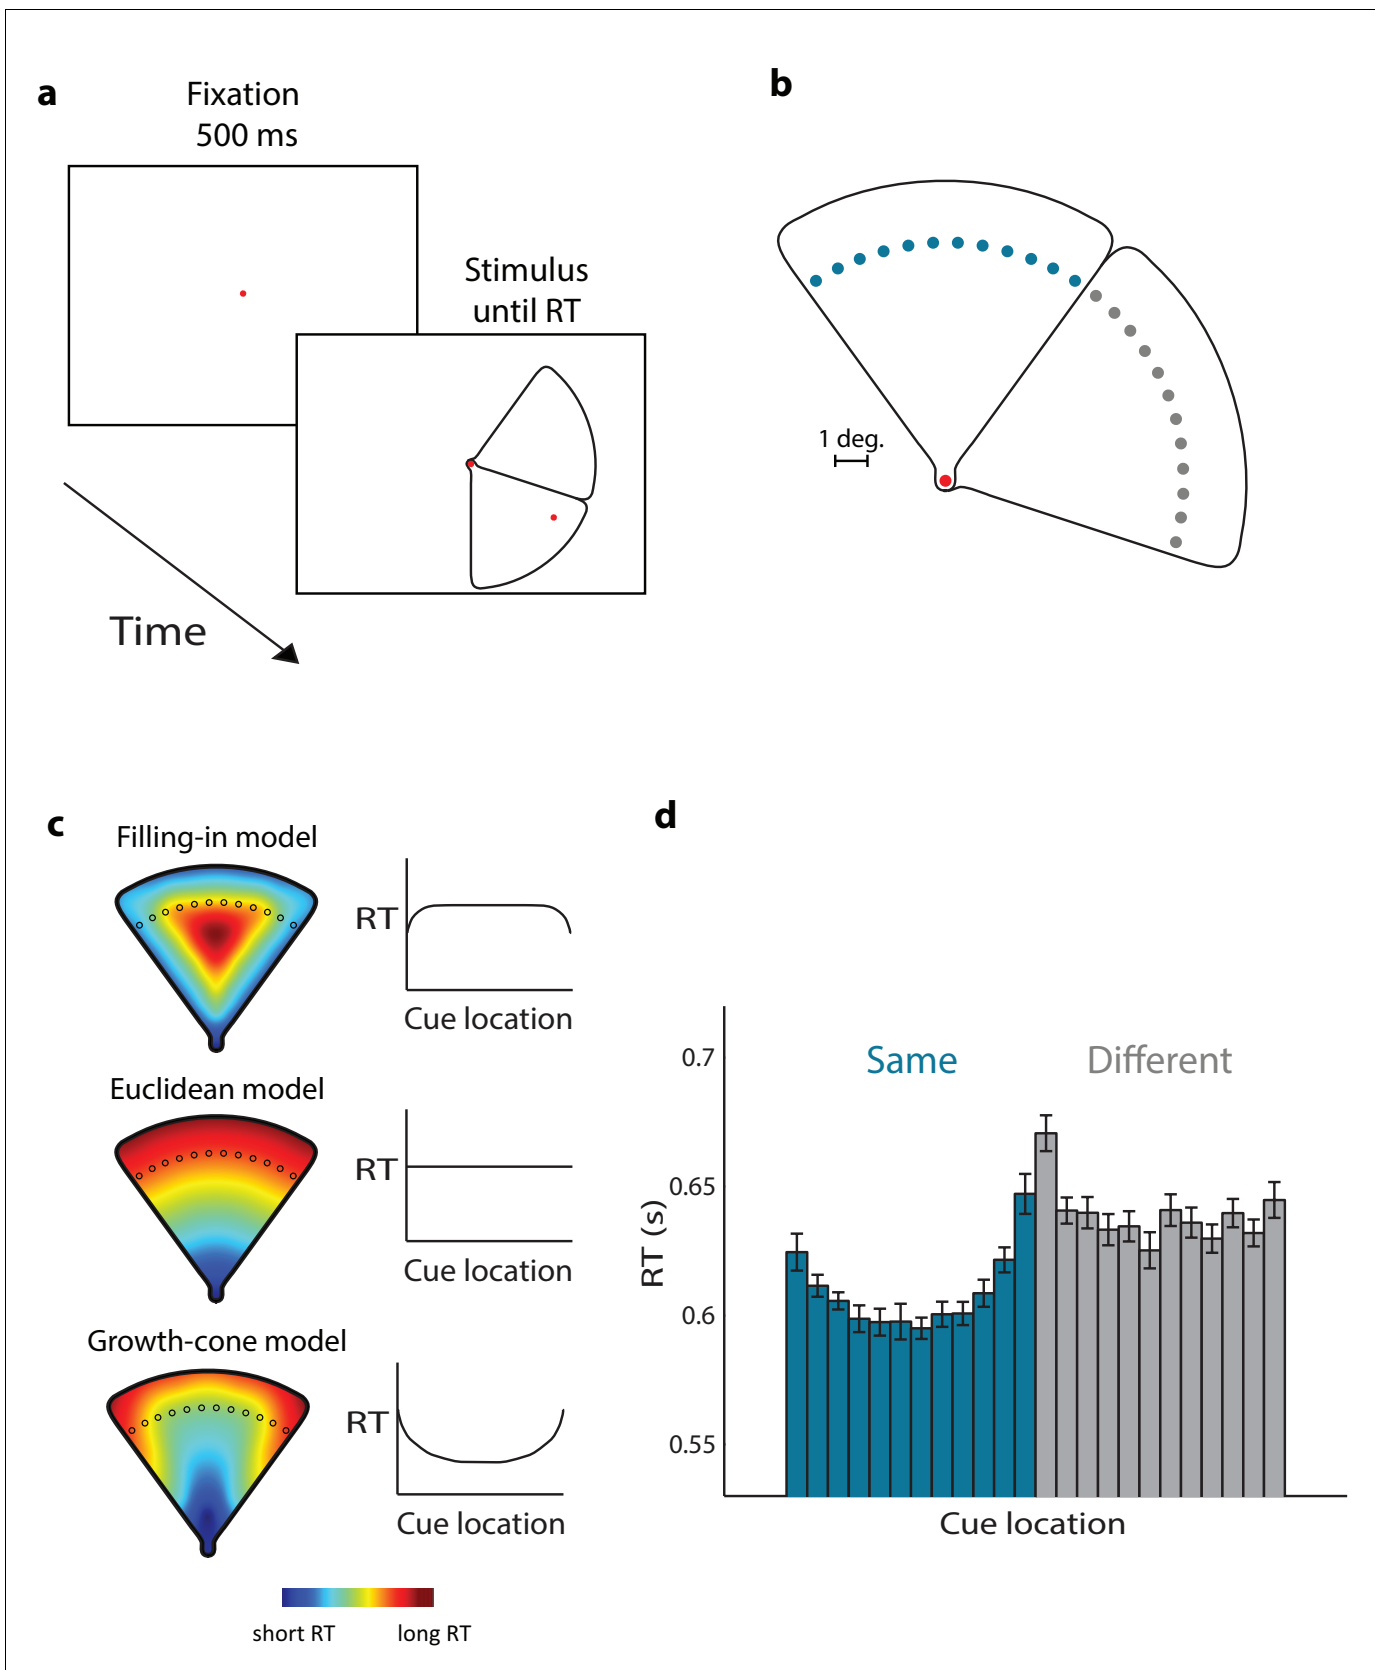 a
Fixation
500 ms
Stimulus
until RT
Time
b
1 deg.
c
Filling-in model
RT
Cue location
Euclidean model
RT
Cue location
Growth-cone model
RT
Cue location
short RT
long RT
d
Same
Different
0.7
0.65
0.6
0.55
RT (s)
Cue location